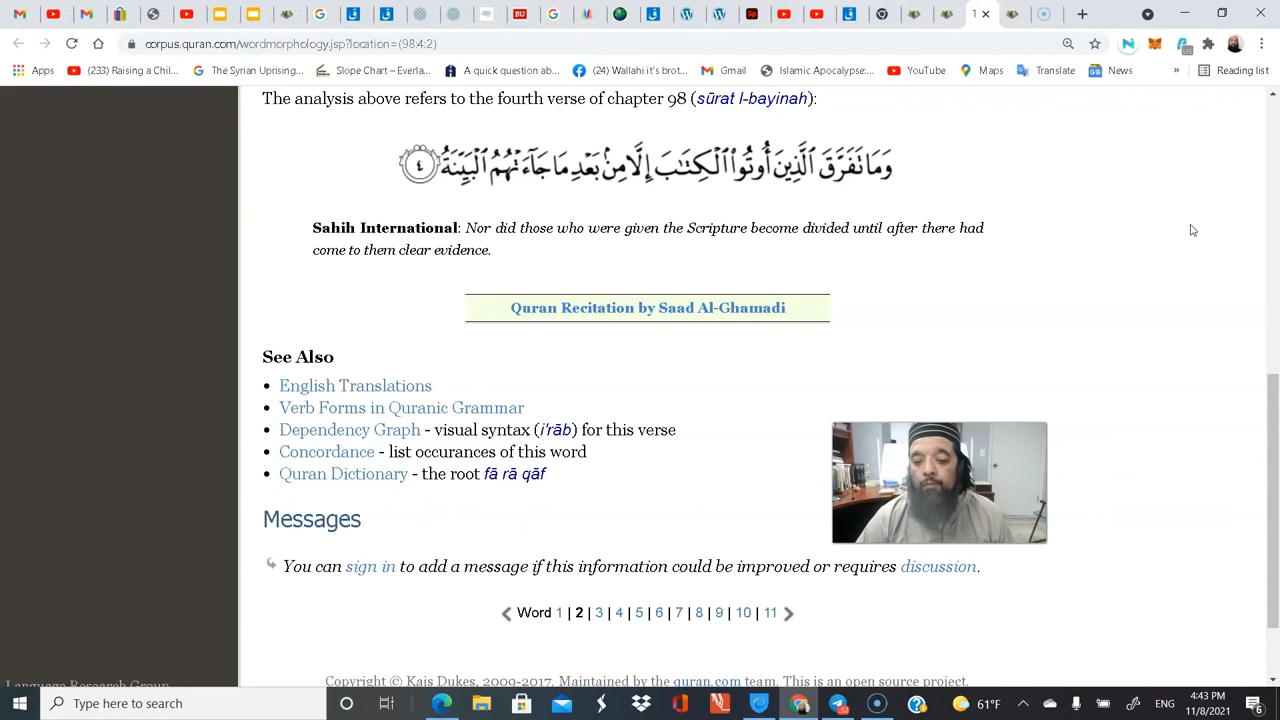 corpus.quran.com/wordmorphology.jsp?location=(98:4:2)
Apps (233) Raising a Chil... The Syrian Uprising... Slope Chart – Everla... A quick question ab... (24) Wallahi it's brot... Gmail Islamic Apocalypse:... YouTube Maps Translate News » Reading list
The analysis above refers to the fourth verse of chapter 98 (sūrat l-bayinah):
وَمَا تَفَرَّقَ ٱلَّذِينَ أُوتُوا۟ ٱلْكِتَـٰبَ إِلَّا مِنۢ بَعْدِ مَا جَآءَتْهُمُ ٱلْبَيِّنَةُ ٤
Sahih International: Nor did those who were given the Scripture become divided until after there had
come to them clear evidence.
Quran Recitation by Saad Al-Ghamadi
See Also
• English Translations
• Verb Forms in Quranic Grammar
• Dependency Graph - visual syntax (i'rāb) for this verse
• Concordance - list occurances of this word
• Quran Dictionary - the root fā rā qāf
Messages
You can sign in to add a message if this information could be improved or requires discussion.
Word 1 | 2 | 3 | 4 | 5 | 6 | 7 | 8 | 9 | 10 | 11
Language Research Group
Copyright © Kais Dukes, 2009-2017. Maintained by the quran.com team. This is an open source project.
Type here to search
61°F
ENG
4:43 PM
11/8/2021